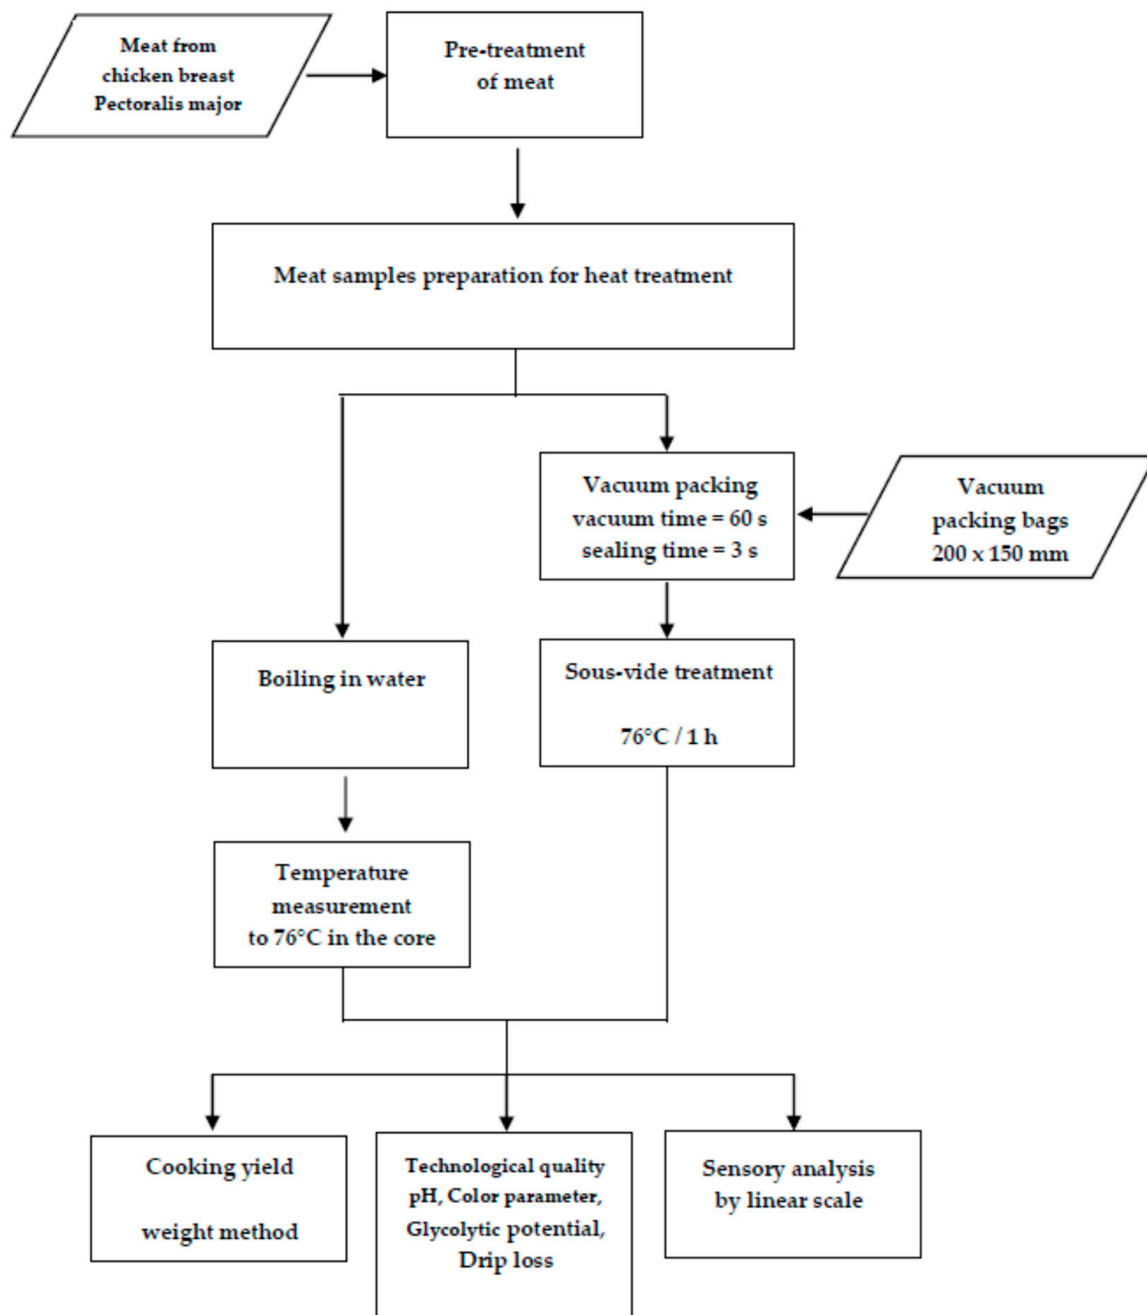 Meat from
chicken breast
Pectoralis major
Pre-treatment
of meat
Meat samples preparation for heat treatment
Vacuum packing
vacuum time = 60 s
sealing time = 3 s
Vacuum
packing bags
200 x 150 mm
Boiling in water
Sous-vide treatment
76°C / 1 h
Temperature
measurement
to 76°C in the core
Cooking yield
weight method
Technological quality
pH, Color parameter,
Glycolytic potential,
Drip loss
Sensory analysis
by linear scale